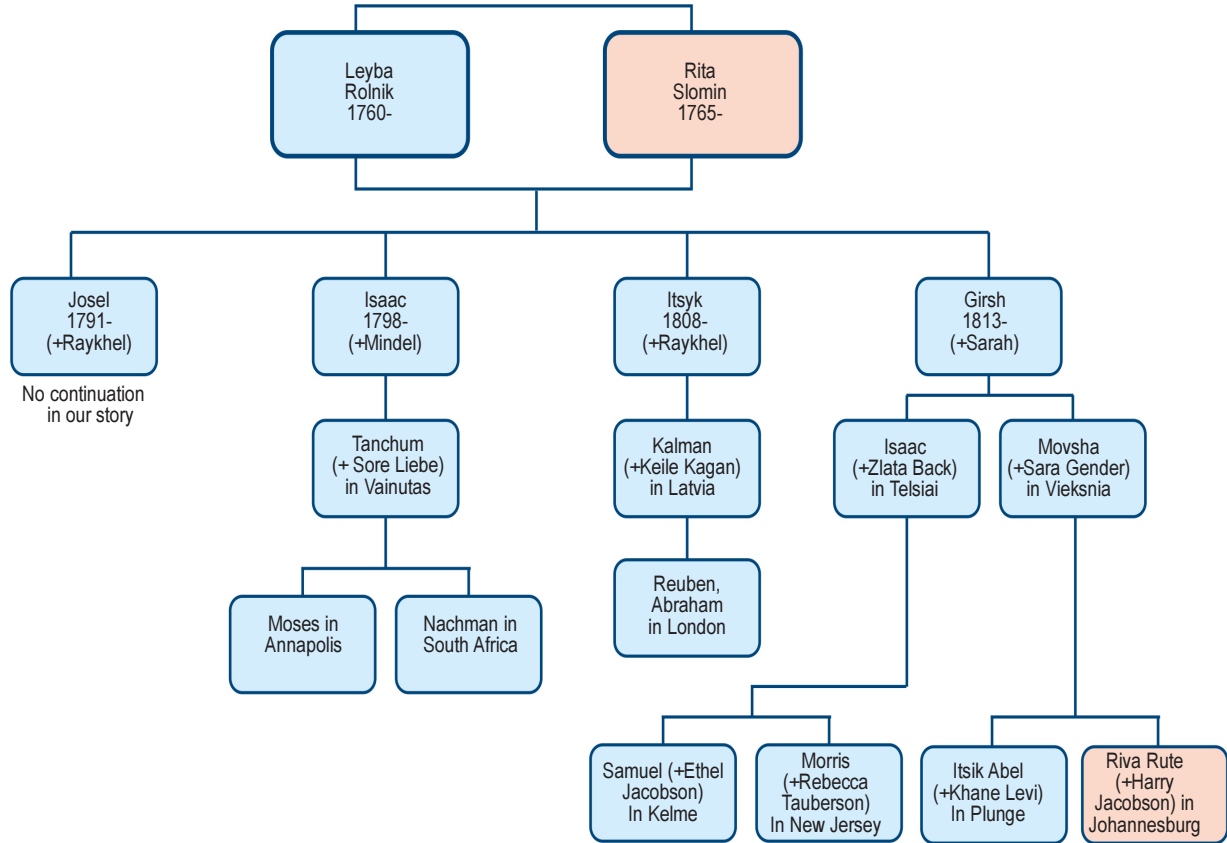 Leyba
Rolnik
1760-
Rita
Slomin
1765-
Josel
1791-
(+Raykhel)
No continuation
in our story
Isaac
1798-
(+Mindel)
Itsyk
1808-
(+Raykhel)
Girsh
1813-
(+Sarah)
Tanchum
(+ Sore Liebe)
in Vainutas
Kalman
(+Keile Kagan)
in Latvia
Isaac
(+Zlata Back)
in Telsiai
Movsha
(+Sara Gender)
in Vieksnia
Moses in
Annapolis
Nachman in
South Africa
Reuben,
Abraham
in London
Samuel (+Ethel
Jacobson)
In Kelme
Morris
(+Rebecca
Tauberson)
In New Jersey
Itsik Abel
(+Khane Levi)
In Plunge
Riva Rute
(+Harry
Jacobson) in
Johannesburg